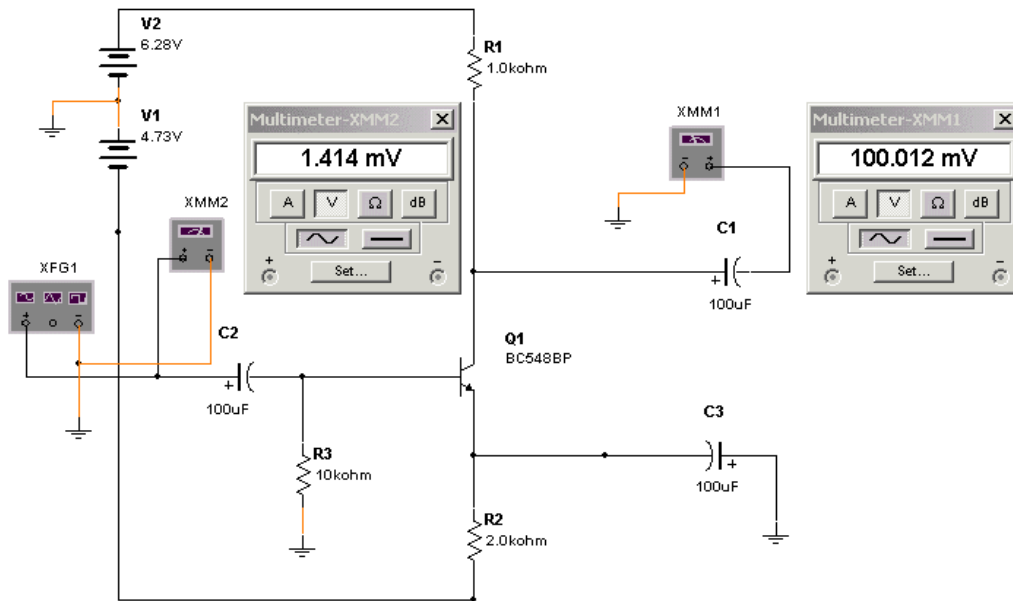 V2
6.28V
R1
1.0kohm
V1
4.73V
Multimeter-XMM2
1.414 mV
A V Ω dB
+ Set... −
XMM1
− +
Multimeter-XMM1
100.012 mV
A V Ω dB
+ Set... −
XMM2
+ −
XFG1
+ −
C1
+
100uF
C2
+
100uF
Q1
BC548BP
C3
+
100uF
R3
10kohm
R2
2.0kohm